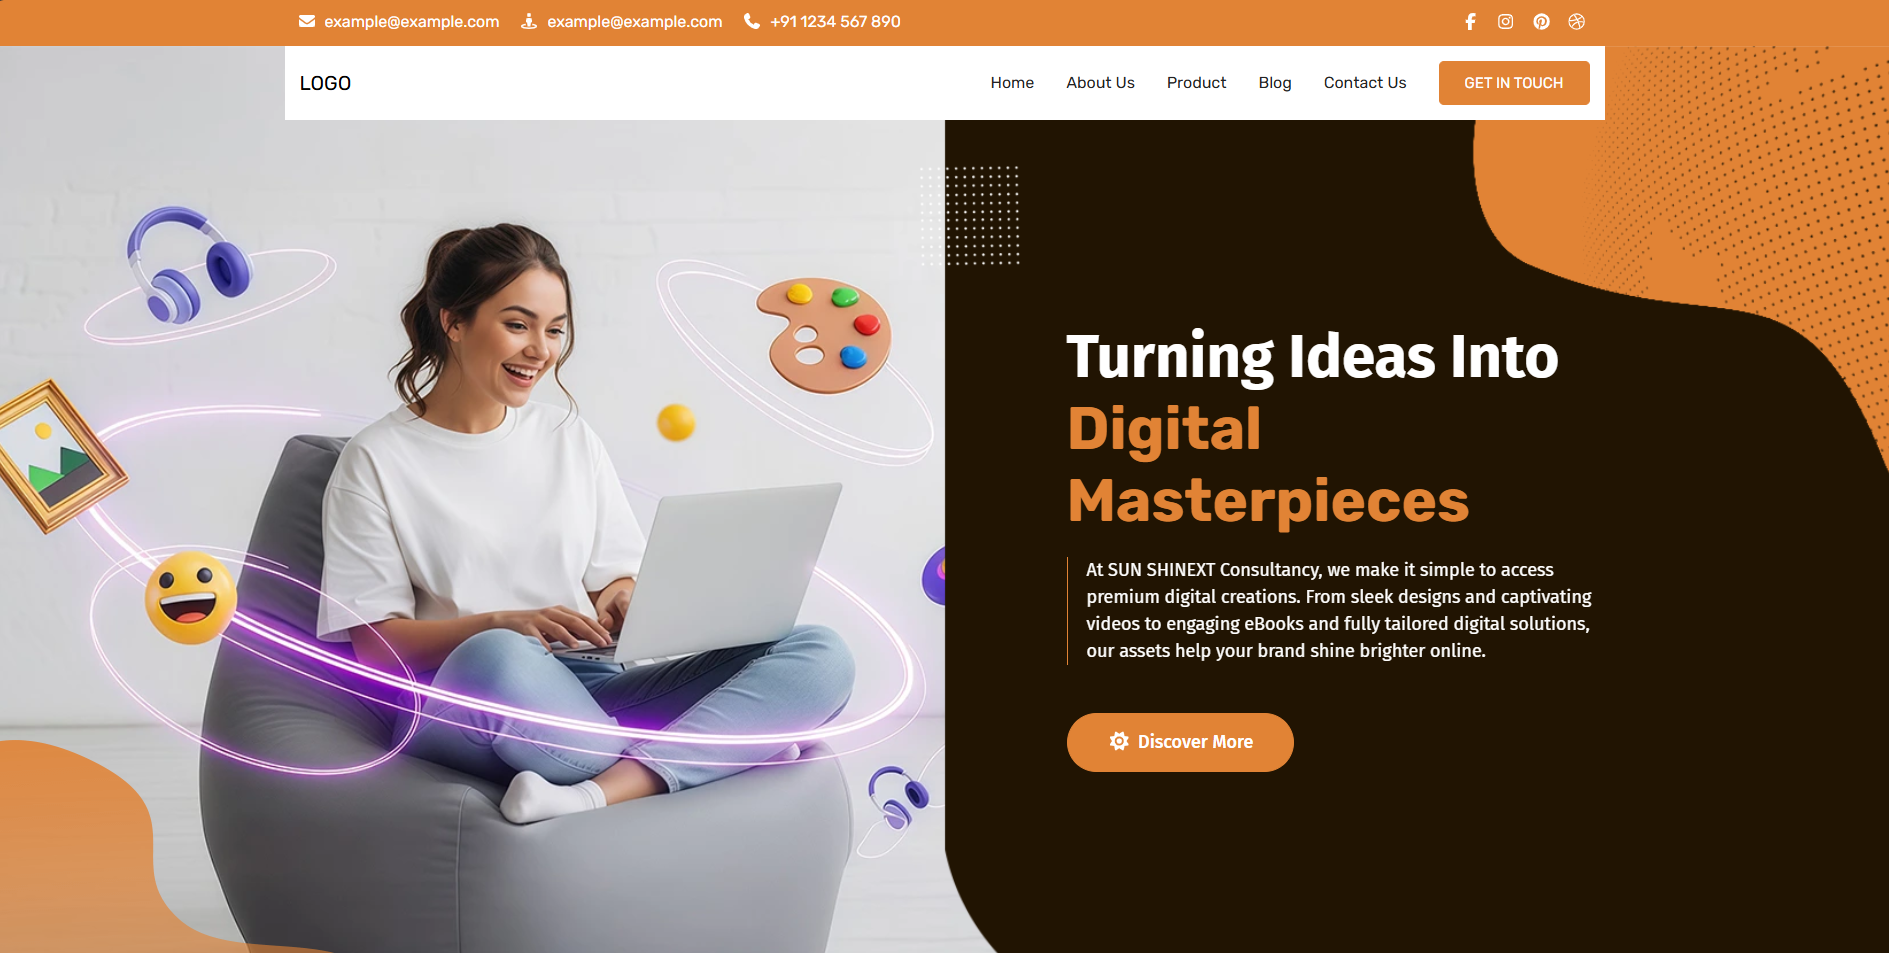 example@example.com example@example.com +91 1234 567 890
LOGO Home About Us Product Blog Contact Us GET IN TOUCH
Turning Ideas Into
Digital
Masterpieces
At SUN SHINEXT Consultancy, we make it simple to access
premium digital creations. From sleek designs and captivating
videos to engaging eBooks and fully tailored digital solutions,
our assets help your brand shine brighter online.
Discover More